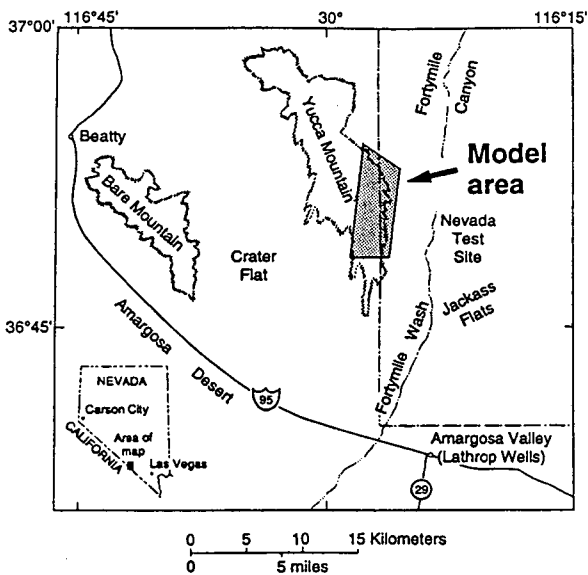 116°45'
30°
116°15'
37°00'
Fortymile
Canyon
Yucca Mountain
Beatty
Model
area
Bare Mountain
Nevada
Test
Site
Crater
Flat
Jackass
Flats
36°45'
Amargosa
Desert
Fortymile Wash
NEVADA
Carson City
95
CALIFORNIA
Area of
map
Las Vegas
Amargosa Valley
(Lathrop Wells)
29
0 5 10 15 Kilometers
0 5 miles